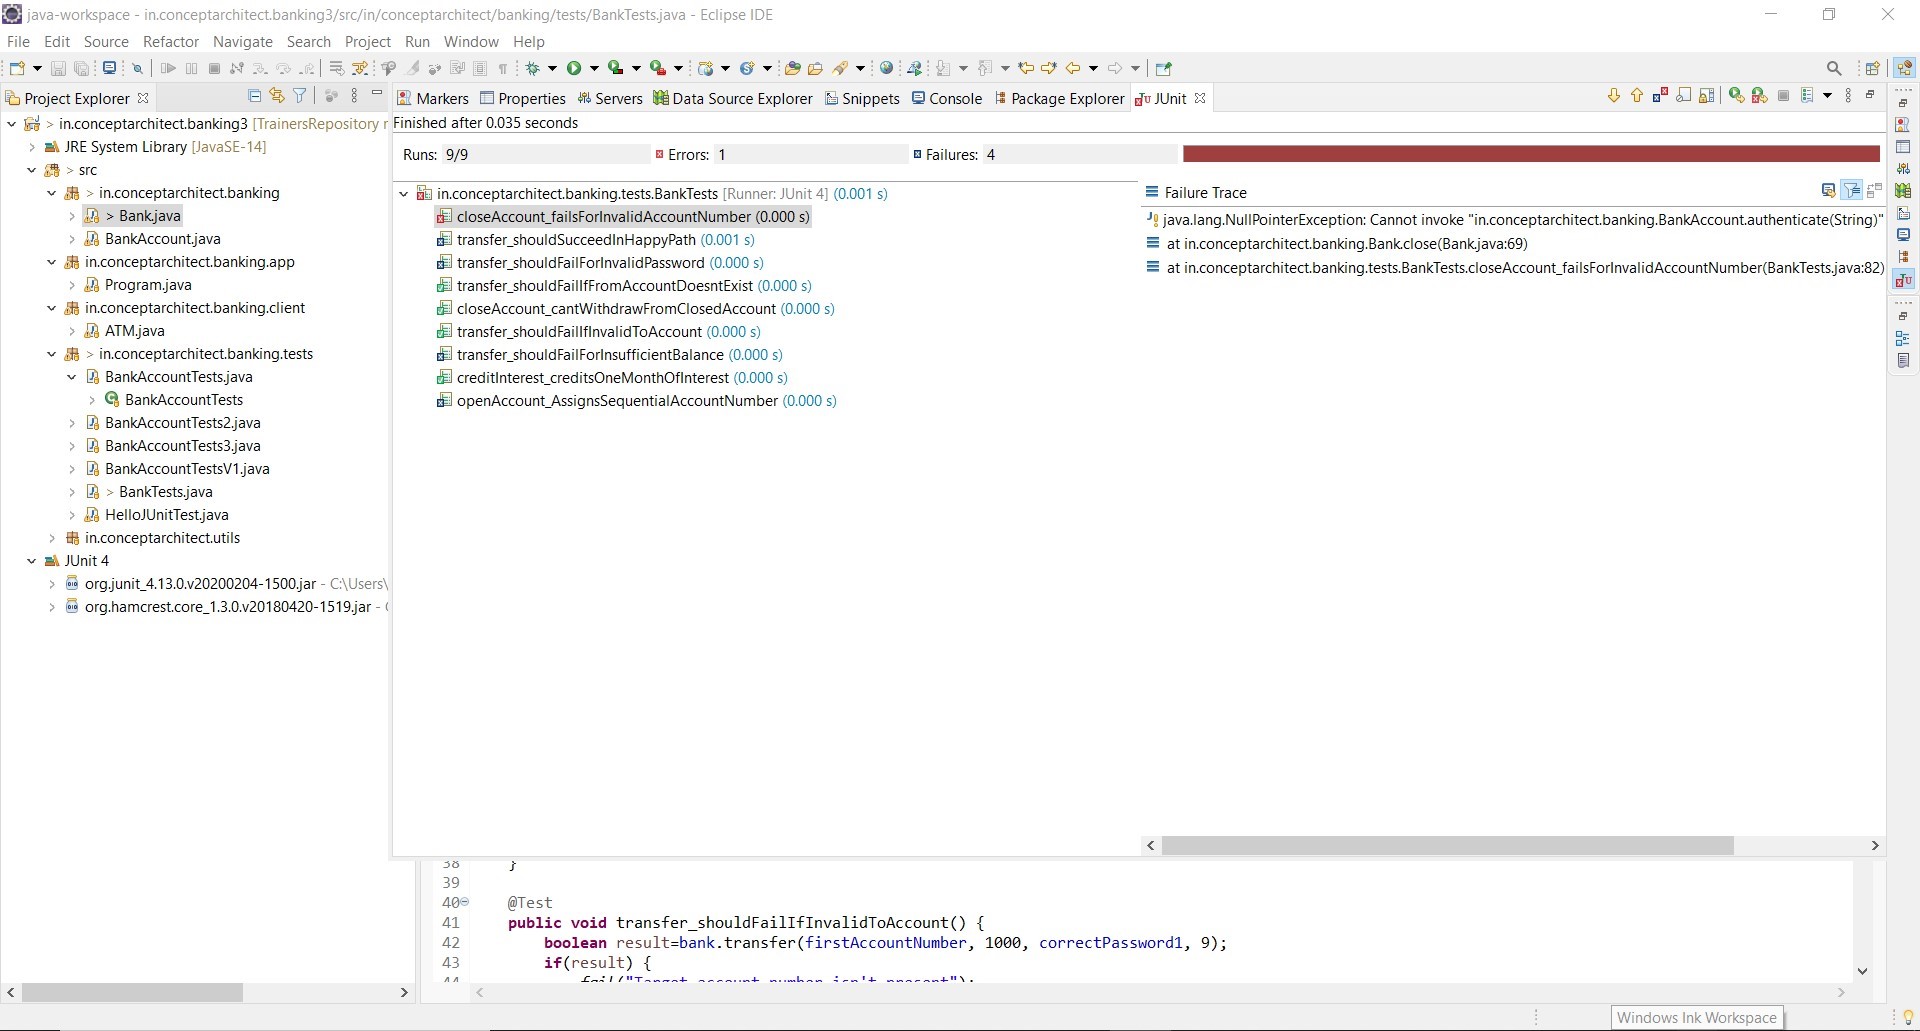 java-workspace - in.conceptarchitect.banking3/src/in/conceptarchitect/banking/tests/BankTests.java - Eclipse IDE
File Edit Source Refactor Navigate Search Project Run Window Help
Project Explorer
Markers Properties Servers Data Source Explorer Snippets Console Package Explorer JUnit
> in.conceptarchitect.banking3 [TrainersRepository
JRE System Library [JavaSE-14]
> src
> in.conceptarchitect.banking
> Bank.java
BankAccount.java
in.conceptarchitect.banking.app
Program.java
in.conceptarchitect.banking.client
ATM.java
> in.conceptarchitect.banking.tests
BankAccountTests.java
BankAccountTests
BankAccountTests2.java
BankAccountTests3.java
BankAccountTestsV1.java
> BankTests.java
HelloJUnitTest.java
in.conceptarchitect.utils
JUnit 4
org.junit_4.13.0.v20200204-1500.jar - C:\Users\
org.hamcrest.core_1.3.0.v20180420-1519.jar -
Finished after 0.035 seconds
Runs: 9/9 Errors: 1 Failures: 4
in.conceptarchitect.banking.tests.BankTests [Runner: JUnit 4] (0.001 s)
closeAccount_failsForInvalidAccountNumber (0.000 s)
transfer_shouldSucceedInHappyPath (0.001 s)
transfer_shouldFailForInvalidPassword (0.000 s)
transfer_shouldFailIfFromAccountDoesntExist (0.000 s)
closeAccount_cantWithdrawFromClosedAccount (0.000 s)
transfer_shouldFailIfInvalidToAccount (0.000 s)
transfer_shouldFailForInsufficientBalance (0.000 s)
creditInterest_creditsOneMonthOfInterest (0.000 s)
openAccount_AssignsSequentialAccountNumber (0.000 s)
Failure Trace
java.lang.NullPointerException: Cannot invoke "in.conceptarchitect.banking.BankAccount.authenticate(String)"
at in.conceptarchitect.banking.Bank.close(Bank.java:69)
at in.conceptarchitect.banking.tests.BankTests.closeAccount_failsForInvalidAccountNumber(BankTests.java:82)
38 }
39
40 @Test
41 public void transfer_shouldFailIfInvalidToAccount() {
42 boolean result=bank.transfer(firstAccountNumber, 1000, correctPassword1, 9);
43 if(result) {
44 fail("Target account number isn't present");
Windows Ink Workspace